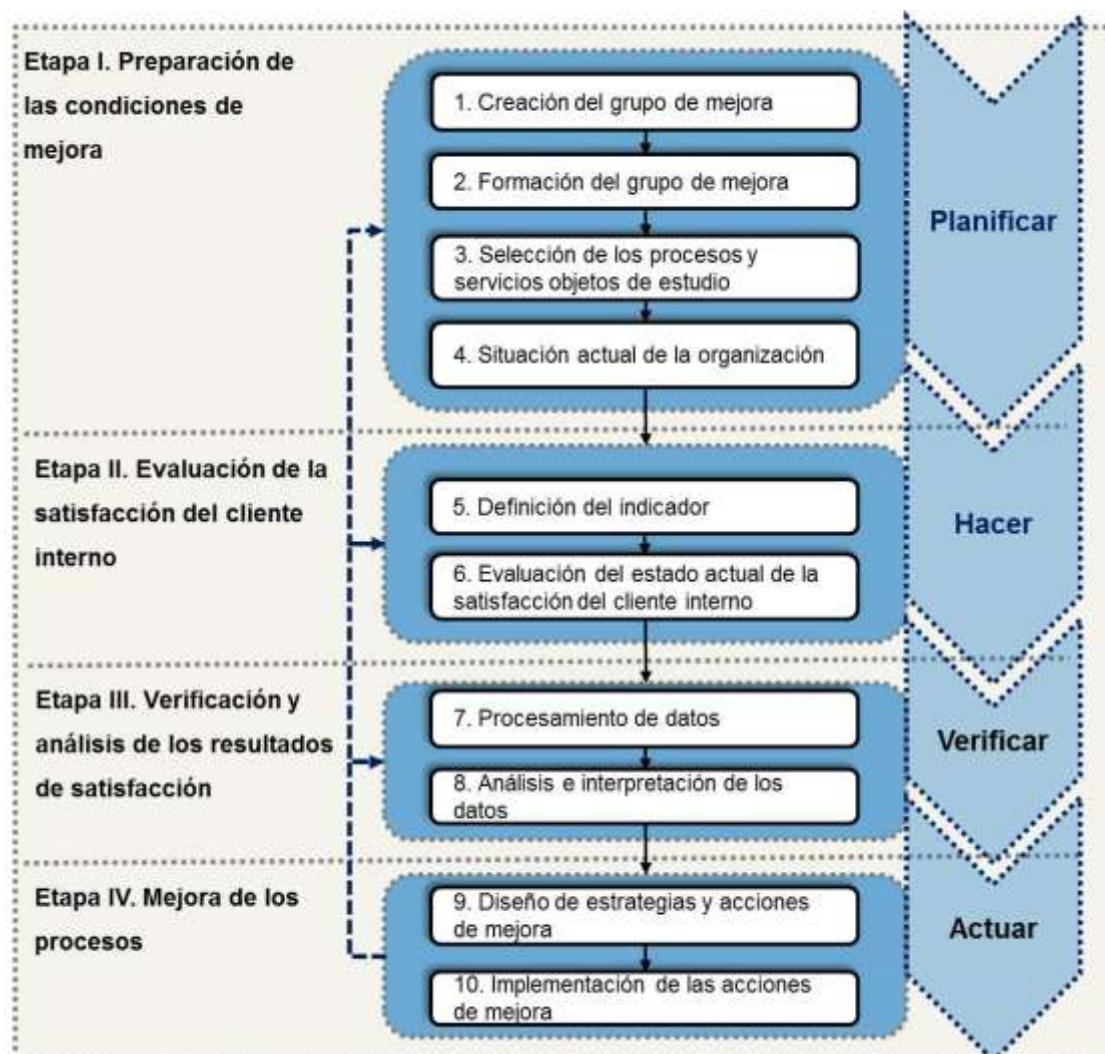 Etapa I. Preparación de
las condiciones de
mejora
1. Creación del grupo de mejora
2. Formación del grupo de mejora
3. Selección de los procesos y
servicios objetos de estudio
4. Situación actual de la organización
Planificar
Etapa II. Evaluación de la
satisfacción del cliente
interno
5. Definición del indicador
6. Evaluación del estado actual de la
satisfacción del cliente interno
Hacer
Etapa III. Verificación y
análisis de los resultados
de satisfacción
7. Procesamiento de datos
8. Análisis e interpretación de los
datos
Verificar
Etapa IV. Mejora de los
procesos
9. Diseño de estrategias y acciones
de mejora
10. Implementación de las acciones
de mejora
Actuar